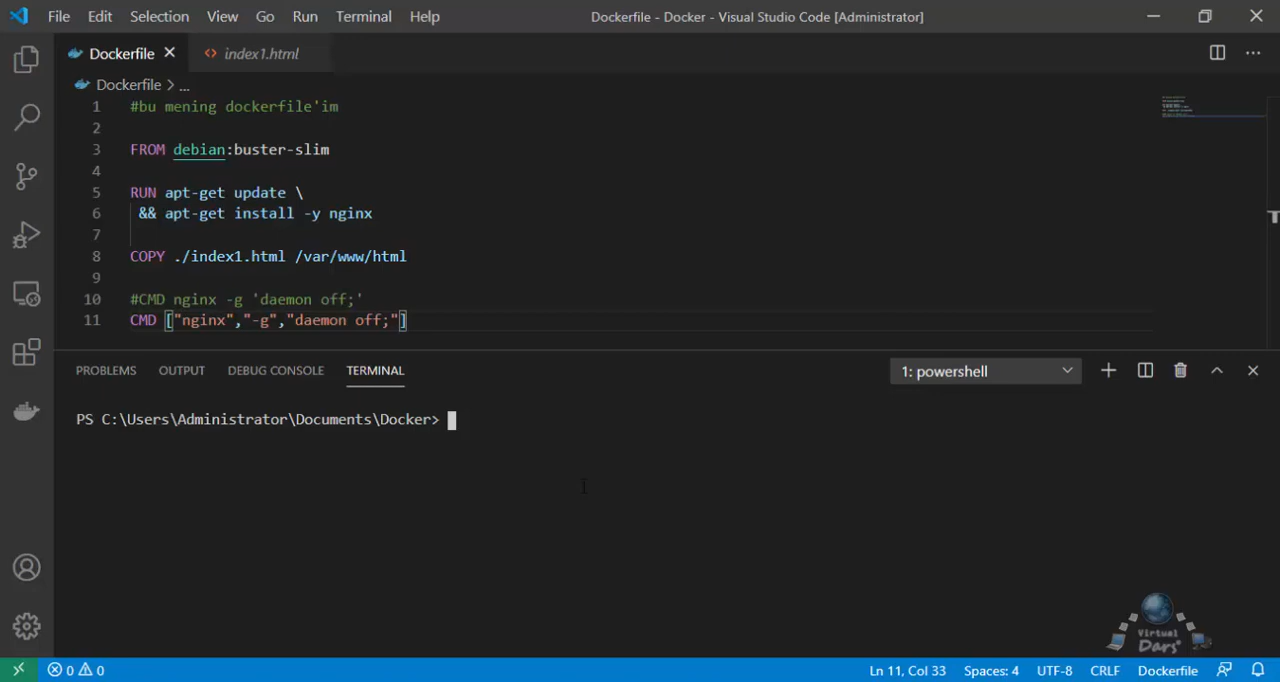 File Edit Selection View Go Run Terminal Help Dockerfile - Docker - Visual Studio Code [Administrator]
Dockerfile index1.html
Dockerfile > ...
1 #bu mening dockerfile'im
2
3 FROM debian:buster-slim
4
5 RUN apt-get update \
6 && apt-get install -y nginx
7
8 COPY ./index1.html /var/www/html
9
10 #CMD nginx -g 'daemon off;'
11 CMD ["nginx","-g","daemon off;"]
PROBLEMS OUTPUT DEBUG CONSOLE TERMINAL 1: powershell
PS C:\Users\Administrator\Documents\Docker>
Virtual
Dars
0 0 Ln 11, Col 33 Spaces: 4 UTF-8 CRLF Dockerfile